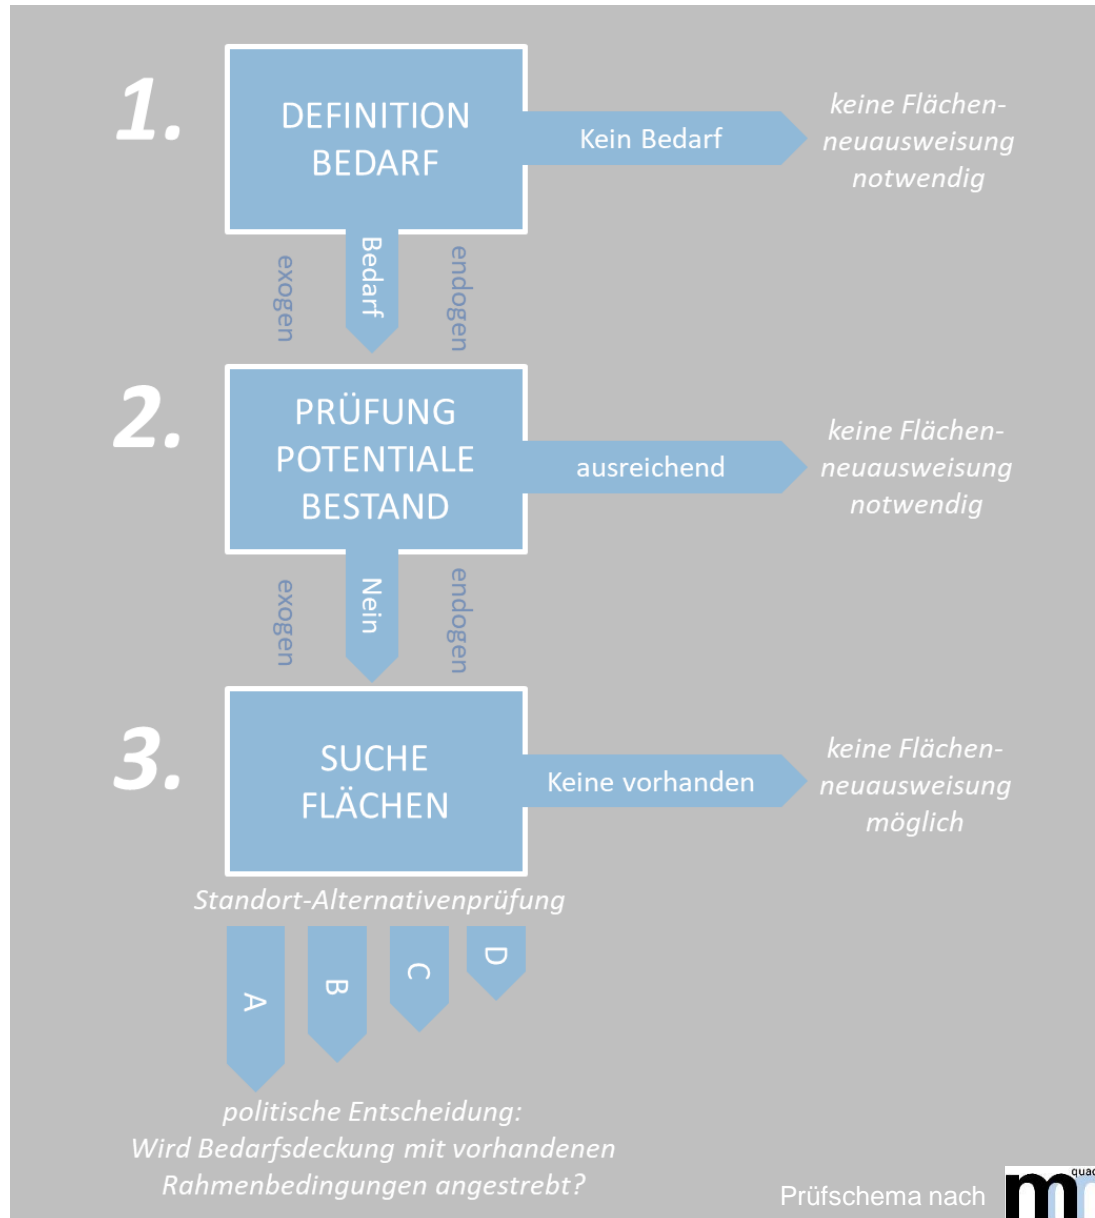 1.
DEFINITION
BEDARF
Kein Bedarf
keine Flächen-
neuausweisung
notwendig
exogen
Bedarf
endogen
2.
PRÜFUNG
POTENTIALE
BESTAND
ausreichend
keine Flächen-
neuausweisung
notwendig
exogen
Nein
endogen
3.
SUCHE
FLÄCHEN
Keine vorhanden
keine Flächen-
neuausweisung
möglich
Standort-Alternativenprüfung
A
B
C
D
politische Entscheidung:
Wird Bedarfsdeckung mit vorhandenen
Rahmenbedingungen angestrebt?
Prüfschema nach